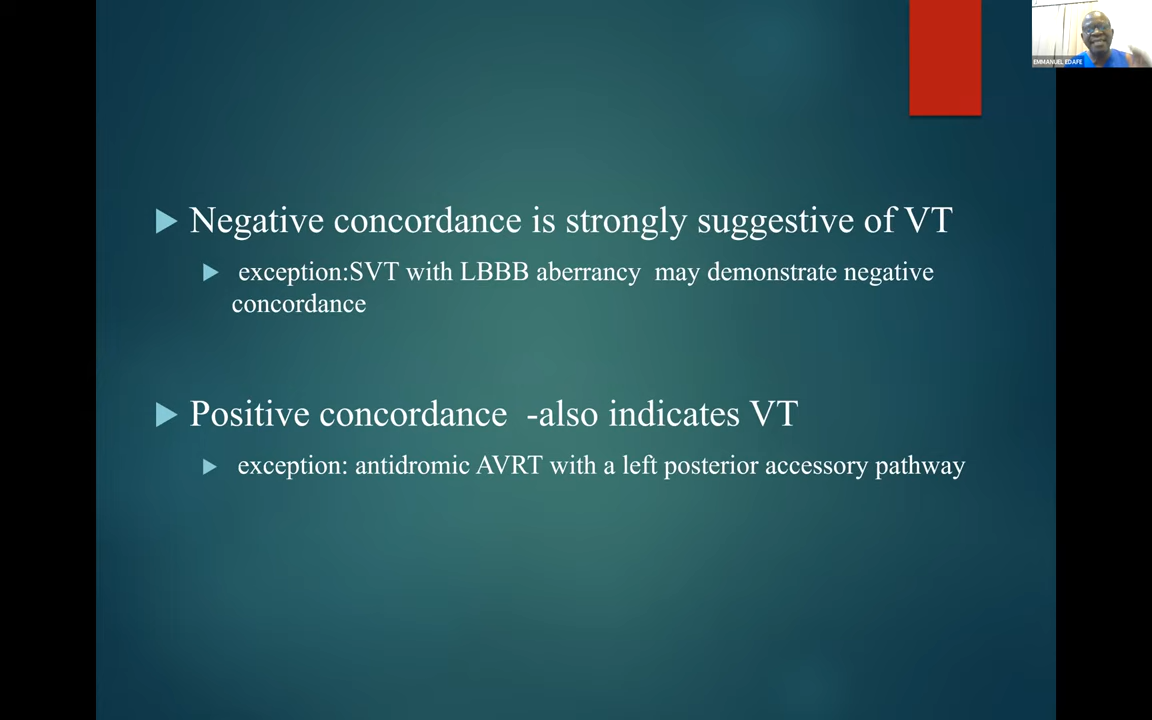 EMMANUEL EDAFE
Negative concordance is strongly suggestive of VT
exception:SVT with LBBB aberrancy may demonstrate negative
concordance
Positive concordance -also indicates VT
exception: antidromic AVRT with a left posterior accessory pathway